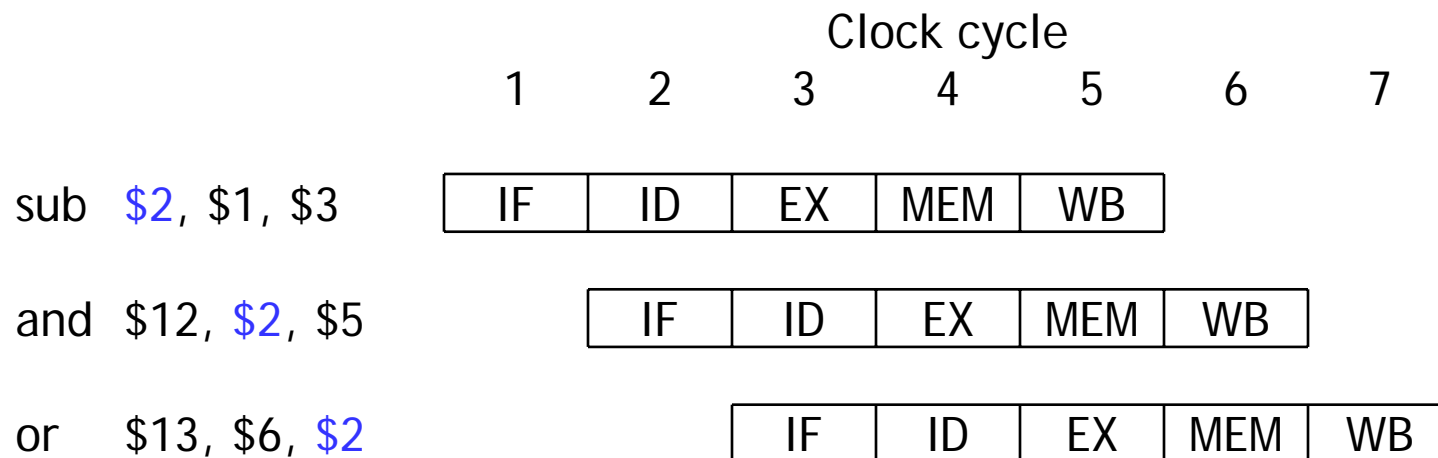 Clock cycle
1 2 3 4 5 6 7
sub $2, $1, $3 IF ID EX MEM WB
and $12, $2, $5 IF ID EX MEM WB
or $13, $6, $2 IF ID EX MEM WB